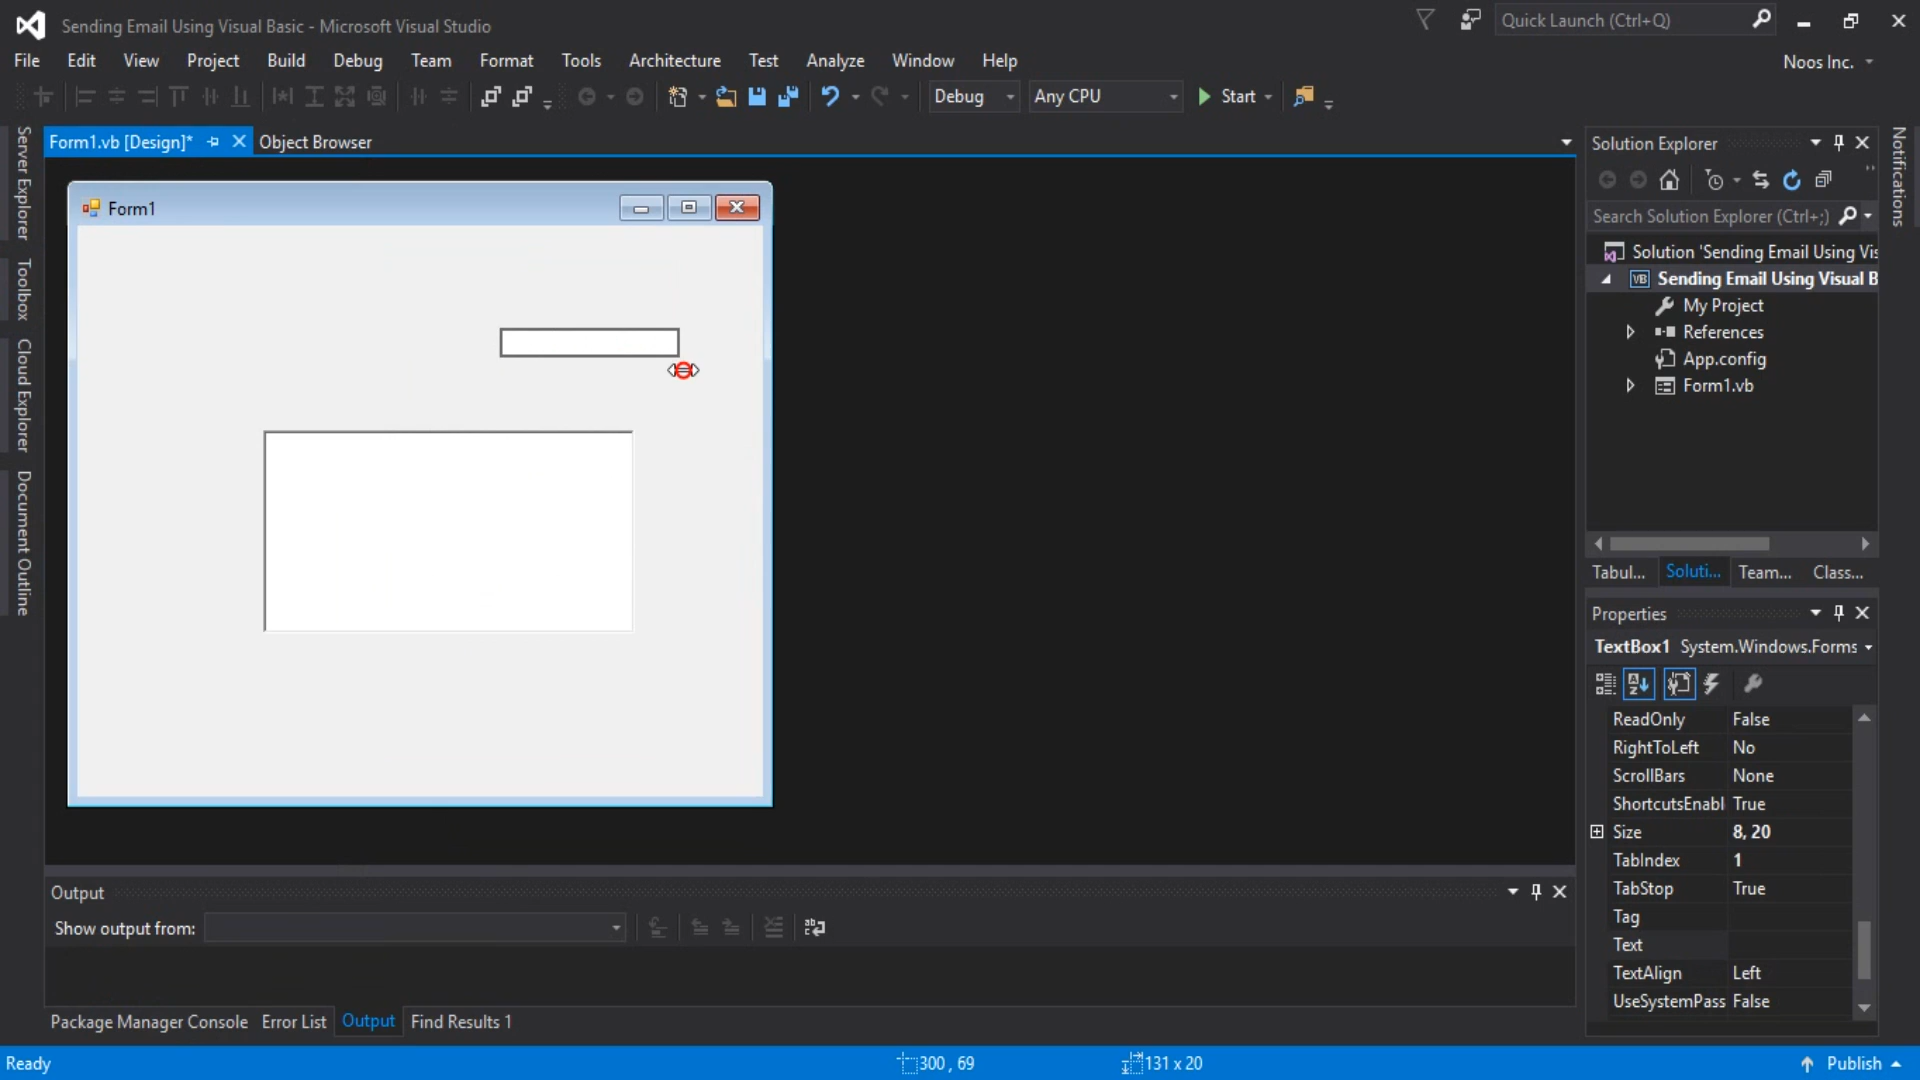 Sending Email Using Visual Basic - Microsoft Visual Studio
Quick Launch (Ctrl+Q)
File Edit View Project Build Debug Team Format Tools Architecture Test Analyze Window Help
Noos Inc.
Debug Any CPU Start
Form1.vb [Design]* Object Browser
Server Explorer
Toolbox
Cloud Explorer
Document Outline
Form1
Solution Explorer
Search Solution Explorer (Ctrl+;)
Solution 'Sending Email Using Vis
Sending Email Using Visual B
My Project
References
App.config
Form1.vb
Tabul... Soluti... Team... Class...
Notifications
Properties
TextBox1 System.Windows.Forms
ReadOnly False
RightToLeft No
ScrollBars None
ShortcutsEnabl True
Size 8, 20
TabIndex 1
TabStop True
Tag
Text
TextAlign Left
UseSystemPass False
Output
Show output from:
Package Manager Console Error List Output Find Results 1
Ready
300 , 69
131 x 20
Publish